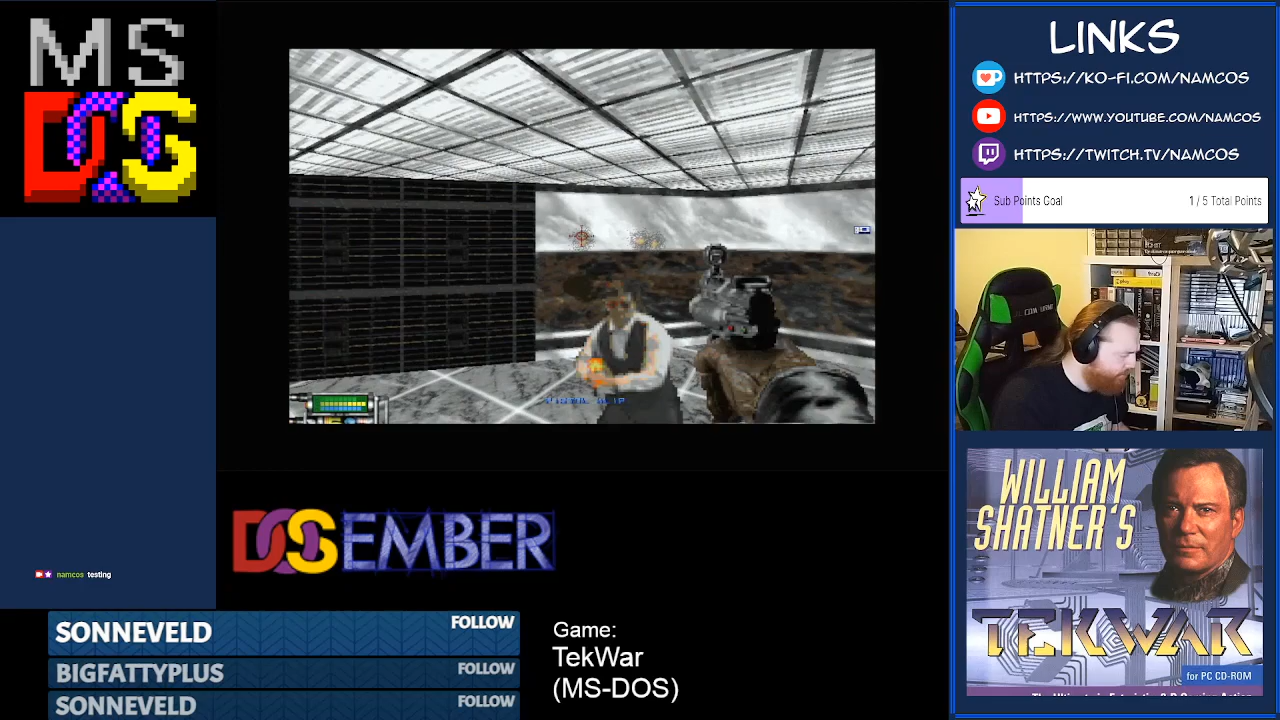 MS
DOS
namcos testing
DOSEMBER
SONNEVELD FOLLOW
BIGFATTYPLUS FOLLOW
SONNEVELD FOLLOW
Game:
TekWar
(MS-DOS)
LINKS
HTTPS://KO-FI.COM/NAMCOS
HTTPS://WWW.YOUTUBE.COM/NAMCOS
HTTPS://TWITCH.TV/NAMCOS
Sub Points Goal 1 / 5 Total Points
WILLIAM
SHATNER'S
TEKWAR
for PC CD-ROM